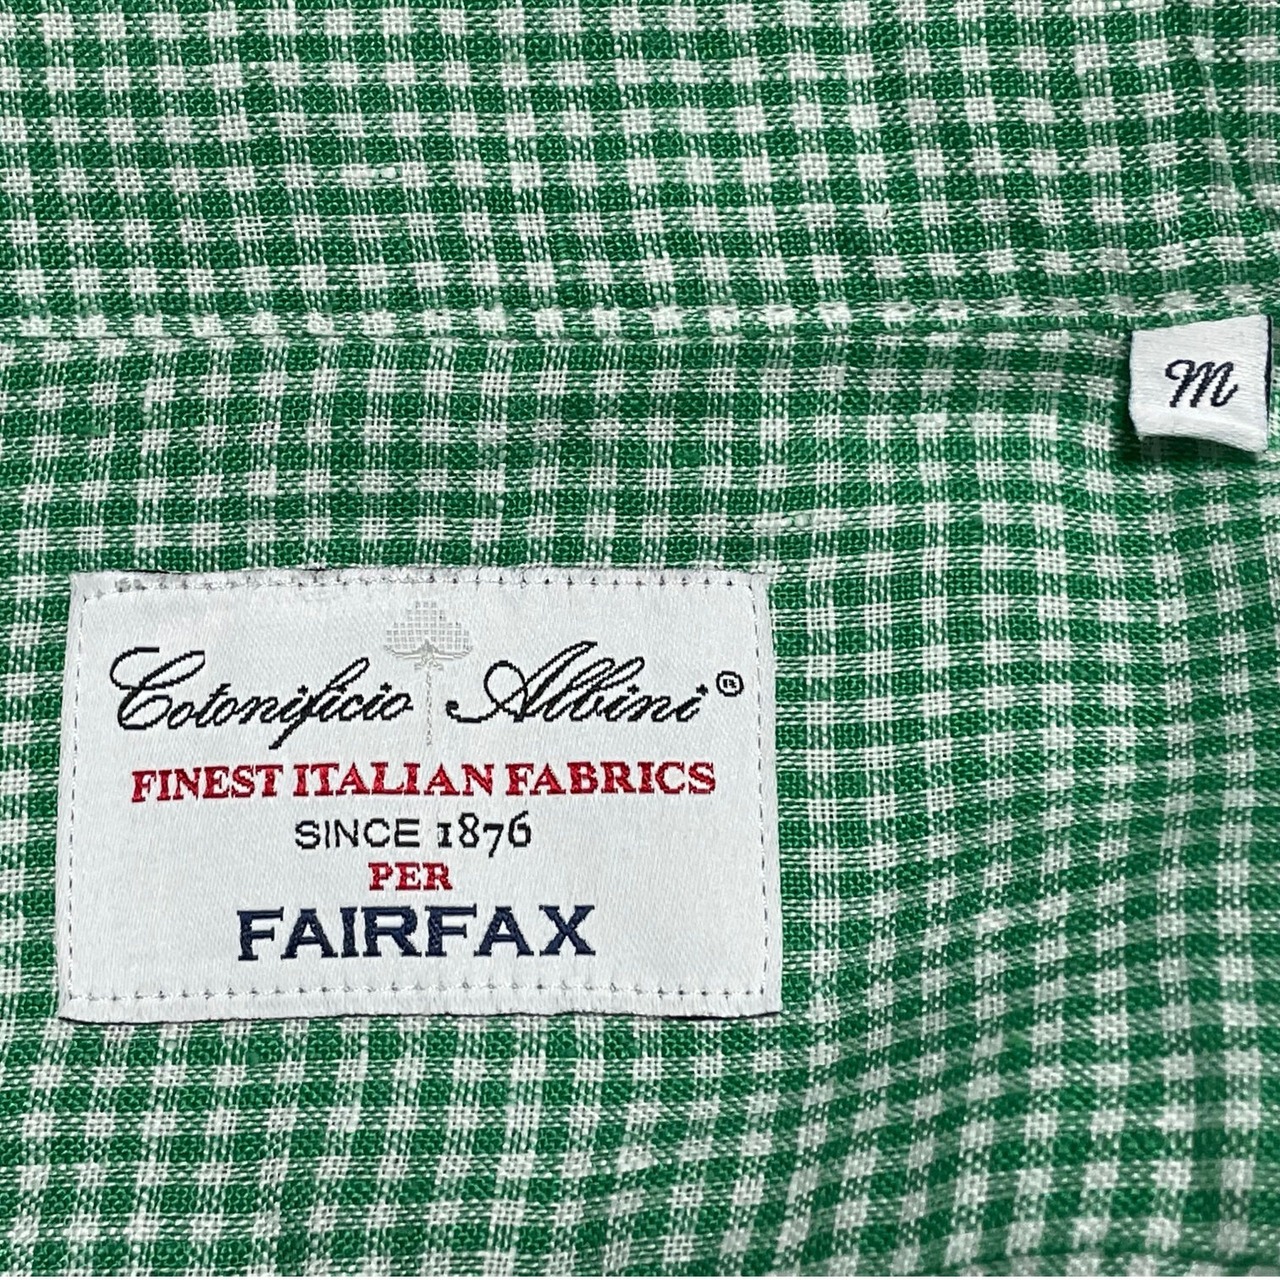 M
Cotonificio Albini®
FINEST ITALIAN FABRICS
SINCE 1876
PER
FAIRFAX